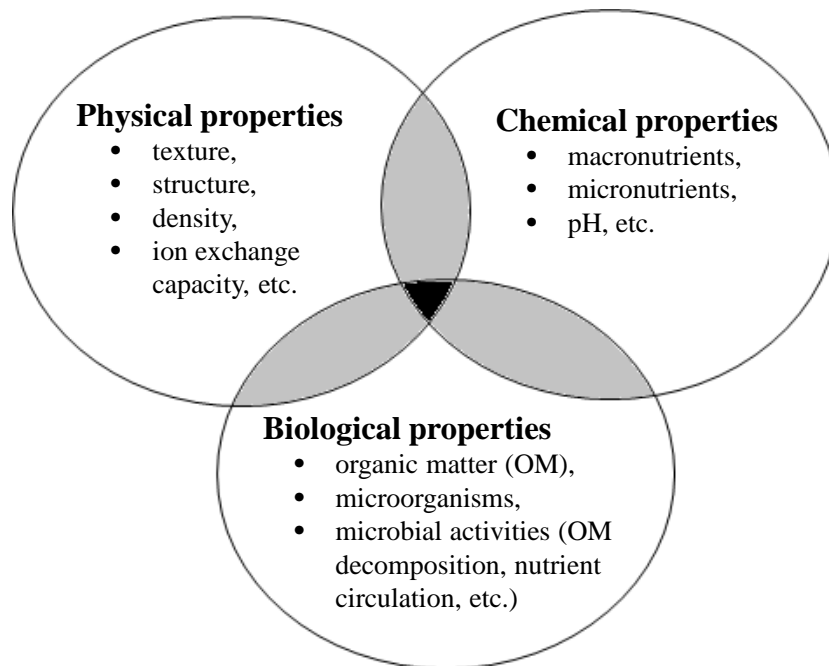 Physical properties
• texture,
• structure,
• density,
• ion exchange
capacity, etc.
Chemical properties
• macronutrients,
• micronutrients,
• pH, etc.
Biological properties
• organic matter (OM),
• microorganisms,
• microbial activities (OM
decomposition, nutrient
circulation, etc.)